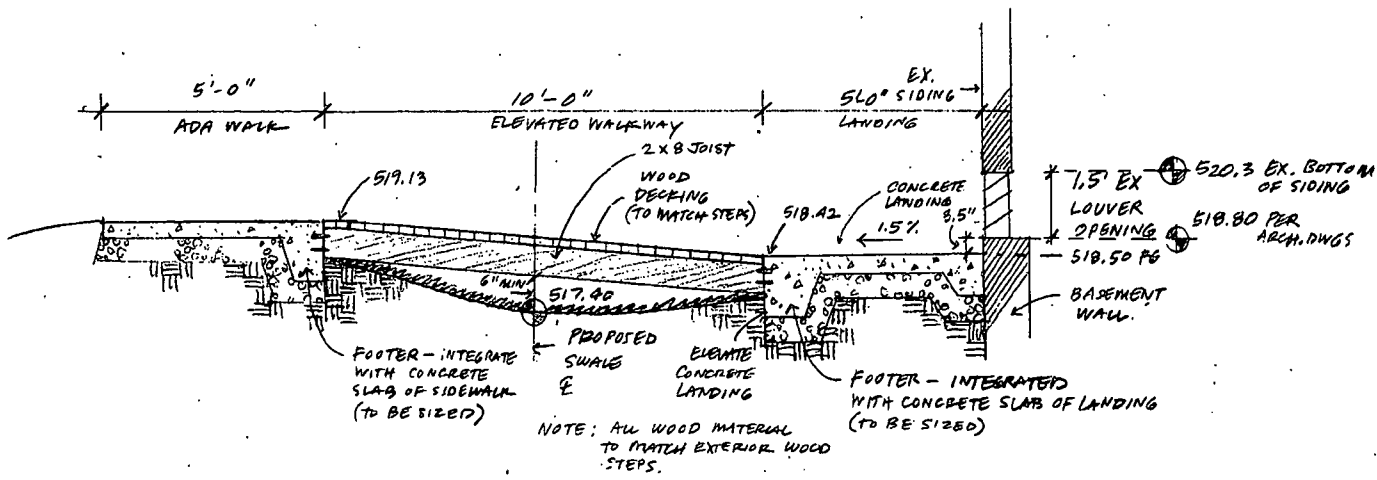 5'-0"
ADA WALK
10'-0"
ELEVATED WALKWAY
5'-0"
LANDING
EX.
SIDING
2x8 JOIST
WOOD
DECKING
(TO MATCH STEPS)
519.13
518.42
CONCRETE
LANDING
1.5%
3.5"
1.5' EX
LOUVER
OPENING
520.3 EX. BOTTOM
OF SIDING
518.80 PER
ARCH. DWGS
518.50 FG
BASEMENT
WALL.
6" MIN
517.40
PROPOSED
SWALE
℄
ELEVATE
CONCRETE
LANDING
FOOTER - INTEGRATE
WITH CONCRETE
SLAB OF SIDEWALK
(TO BE SIZED)
FOOTER - INTEGRATED
WITH CONCRETE SLAB OF LANDING
(TO BE SIZED)
NOTE: ALL WOOD MATERIAL
TO MATCH EXTERIOR WOOD
STEPS.